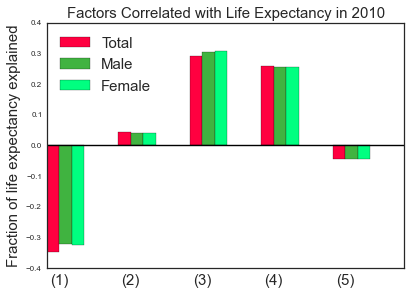 Factors Correlated with Life Expectancy in 2010
Fraction of life expectancy explained
0.4
0.3
0.2
0.1
0.0
−0.1
−0.2
−0.3
−0.4
Total
Male
Female
(1) (2) (3) (4) (5)